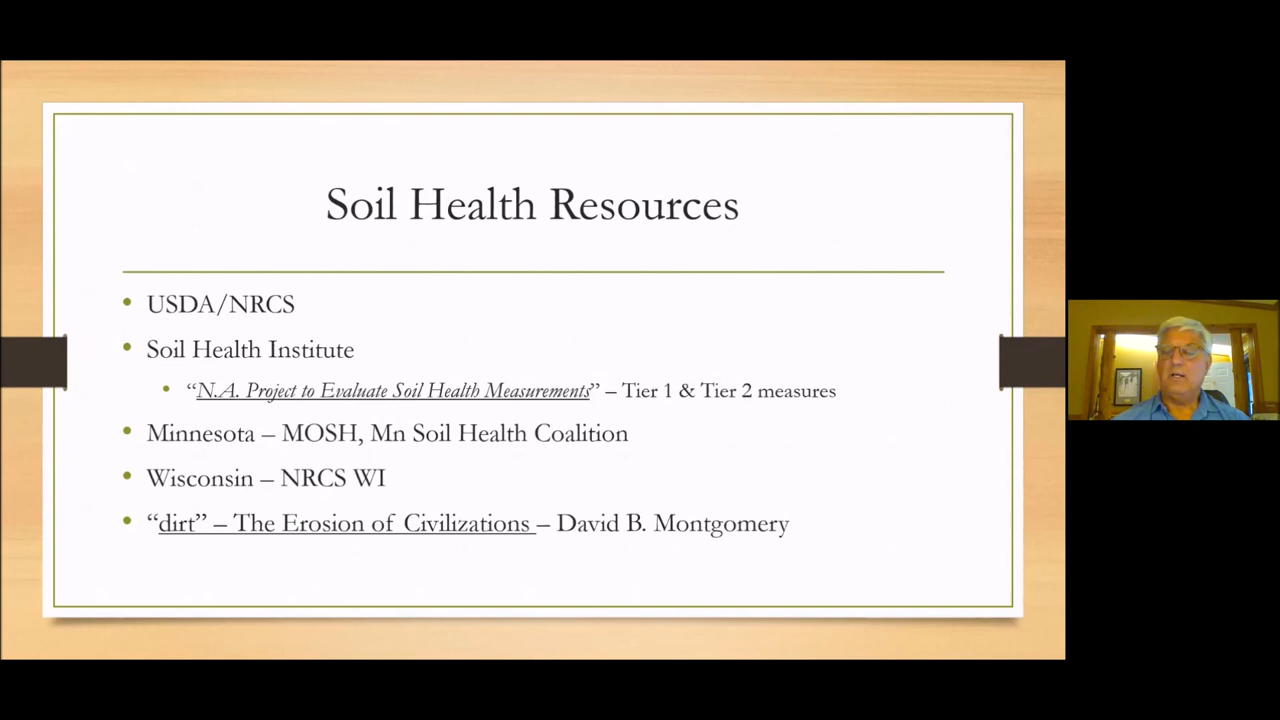 Soil Health Resources
• USDA/NRCS
• Soil Health Institute
• “N.A. Project to Evaluate Soil Health Measurements” – Tier 1 & Tier 2 measures
• Minnesota – MOSH, Mn Soil Health Coalition
• Wisconsin – NRCS WI
• “dirt” – The Erosion of Civilizations – David B. Montgomery